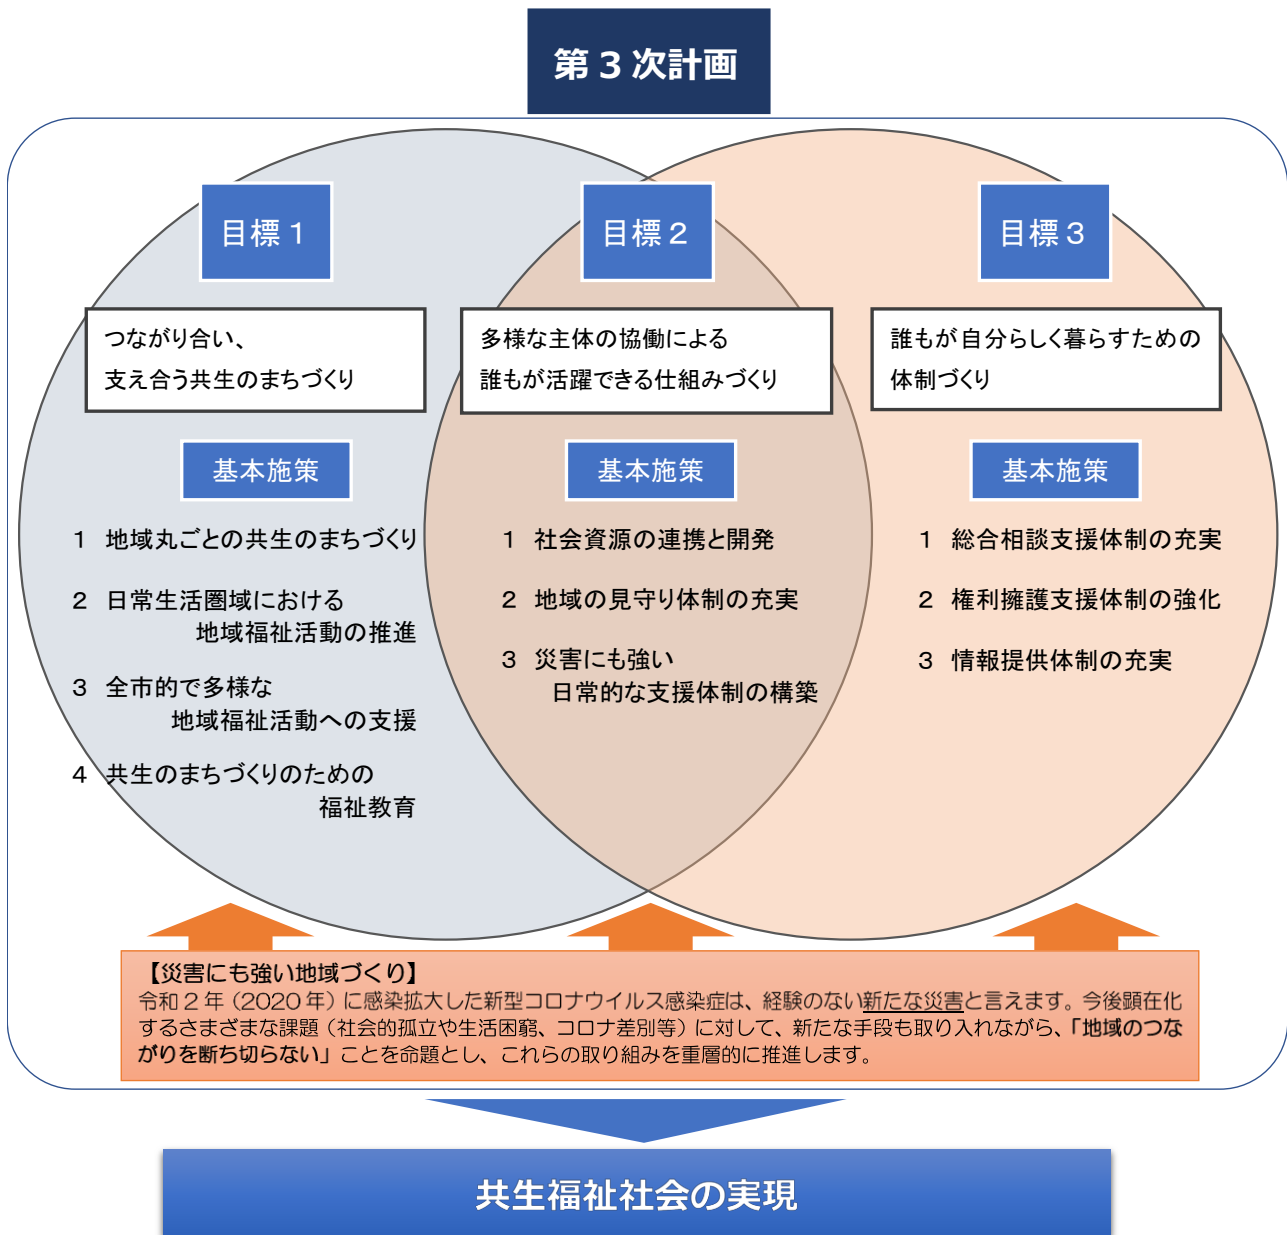 第３次計画
目標１
つながり合い、
支え合う共生のまちづくり
基本施策
１ 地域丸ごとの共生のまちづくり
２ 日常生活圏域における
地域福祉活動の推進
３ 全市的で多様な
地域福祉活動への支援
４ 共生のまちづくりのための
福祉教育
目標２
多様な主体の協働による
誰もが活躍できる仕組みづくり
基本施策
１ 社会資源の連携と開発
２ 地域の見守り体制の充実
３ 災害にも強い
日常的な支援体制の構築
目標３
誰もが自分らしく暮らすための
体制づくり
基本施策
１ 総合相談支援体制の充実
２ 権利擁護支援体制の強化
３ 情報提供体制の充実
【災害にも強い地域づくり】
令和２年（2020年）に感染拡大した新型コロナウイルス感染症は、経験のない新たな災害と言えます。今後顕在化
するさまざまな課題（社会的孤立や生活困窮、コロナ差別等）に対して、新たな手段も取り入れながら、「地域のつな
がりを断ち切らない」ことを命題とし、これらの取り組みを重層的に推進します。
共生福祉社会の実現